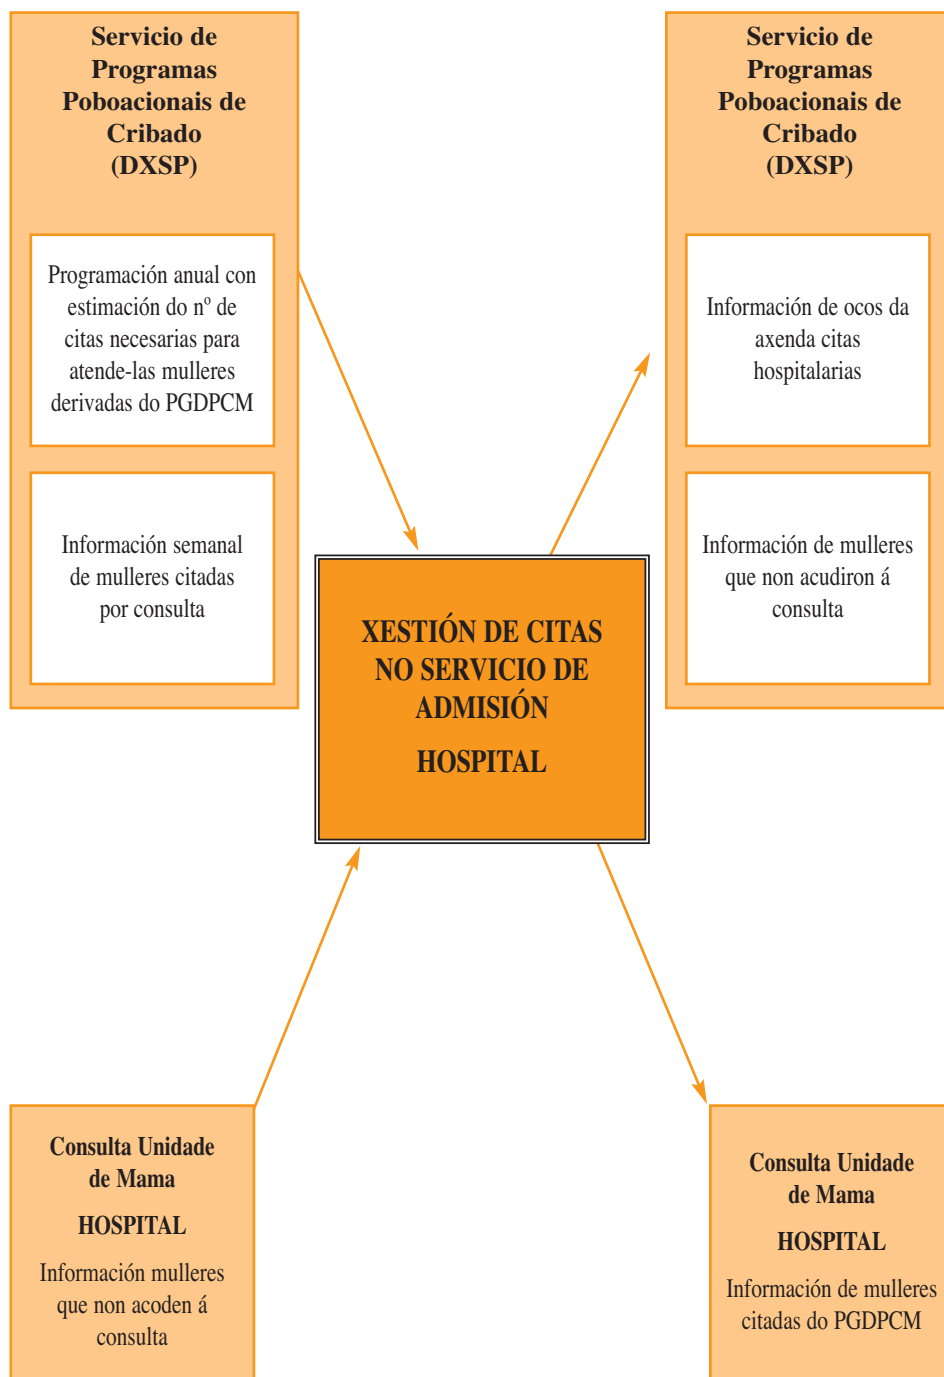 Servicio de
Programas
Poboacionais de
Cribado
(DXSP)
Programación anual con
estimación do nº de
citas necesarias para
atende-las mulleres
derivadas do PGDPCM
Información semanal
de mulleres citadas
por consulta
Servicio de
Programas
Poboacionais de
Cribado
(DXSP)
Información de ocos da
axenda citas
hospitalarias
Información de mulleres
que non acudiron á
consulta
XESTIÓN DE CITAS
NO SERVICIO DE
ADMISIÓN
HOSPITAL
Consulta Unidade
de Mama
HOSPITAL
Información mulleres
que non acoden á
consulta
Consulta Unidade
de Mama
HOSPITAL
Información de mulleres
citadas do PGDPCM